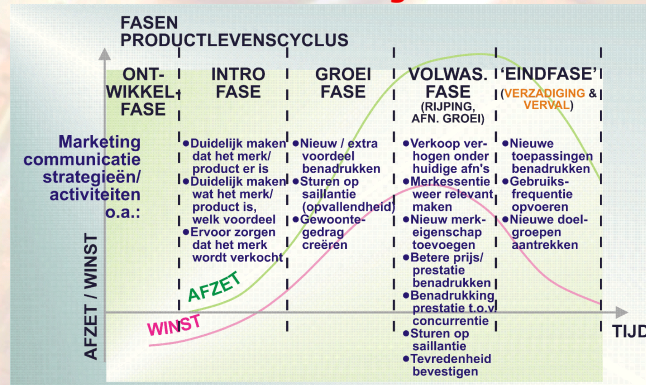 FASEN
PRODUCTLEVENSCYCLUS
ONT-
WIKKEL-
FASE
INTRO
FASE
GROEI
FASE
VOLWAS.
FASE
(RIJPING,
AFN. GROEI)
'EINDFASE'
(VERZADIGING &
VERVAL)
Marketing
communicatie
strategieën/
activiteiten
o.a.:
•Duidelijk maken
dat het merk/
product er is
•Duidelijk maken
wat het merk/
product is,
welk voordeel
•Ervoor zorgen
dat het merk
wordt verkocht
•Nieuw / extra
voordeel
benadrukken
•Sturen op
saillantie
(opvallendheid)
•Gewoonte-
gedrag
creëren
•Verkoop ver-
hogen onder
huidige afn's
•Merkessentie
weer relevant
maken
•Nieuw merk-
eigenschap
toevoegen
•Betere prijs/
prestatie
benadrukken
•Benadrukking
prestatie t.o.v
concurrentie
•Sturen op
saillantie
•Tevredenheid
bevestigen
•Nieuwe
toepassingen
benadrukken
•Gebruiks-
frequentie
opvoeren
•Nieuwe doel-
groepen
aantrekken
AFZET / WINST
AFZET
WINST
TIJD